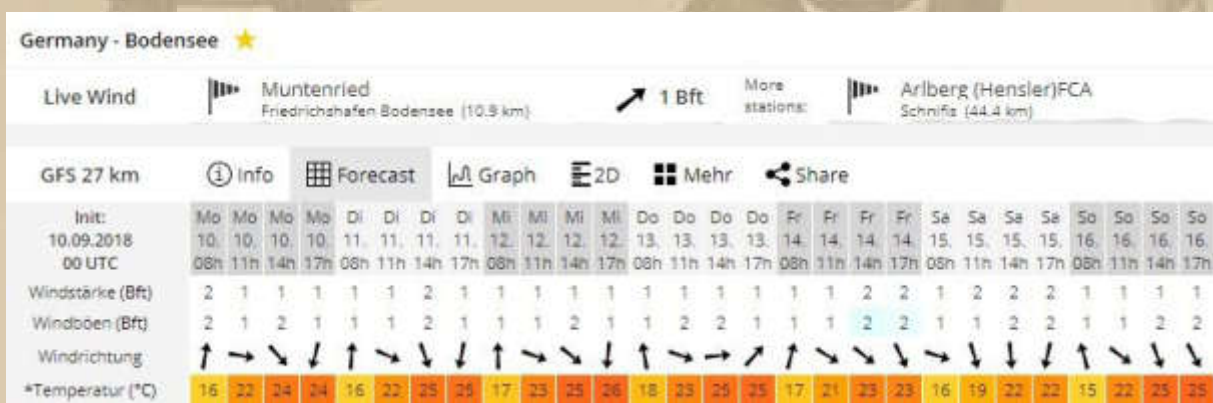 Germany - Bodensee
Live Wind
Muntenried
Friedrichshafen Bodensee (10.9 km)
1 Bft
More stations:
Arlberg (Hensler)FCA
Schnifis (44.4 km)
GFS 27 km
Info Forecast Graph 2D Mehr Share
Init: 10.09.2018 00 UTC
Mo Mo Mo Mo Di Di Di Di Mi Mi Mi Mi Do Do Do Do Fr Fr Fr Fr Sa Sa Sa Sa So So So So
10. 10. 10. 10. 11. 11. 11. 11. 12. 12. 12. 12. 13. 13. 13. 13. 14. 14. 14. 14. 15. 15. 15. 15. 16. 16. 16. 16.
08h 11h 14h 17h 08h 11h 14h 17h 08h 11h 14h 17h 08h 11h 14h 17h 08h 11h 14h 17h 08h 11h 14h 17h 08h 11h 14h 17h
Windstärke (Bft) 2 1 1 1 1 1 2 1 1 1 1 1 1 1 1 1 1 1 2 2 1 2 2 2 1 1 1 1
Windböen (Bft) 2 1 2 1 1 1 2 1 1 1 2 1 1 2 2 1 1 1 2 2 1 1 2 2 1 1 2 2
Windrichtung
*Temperatur (°C) 16 22 24 24 16 22 25 25 17 23 25 26 18 23 25 25 17 21 23 23 16 19 22 22 15 22 25 25